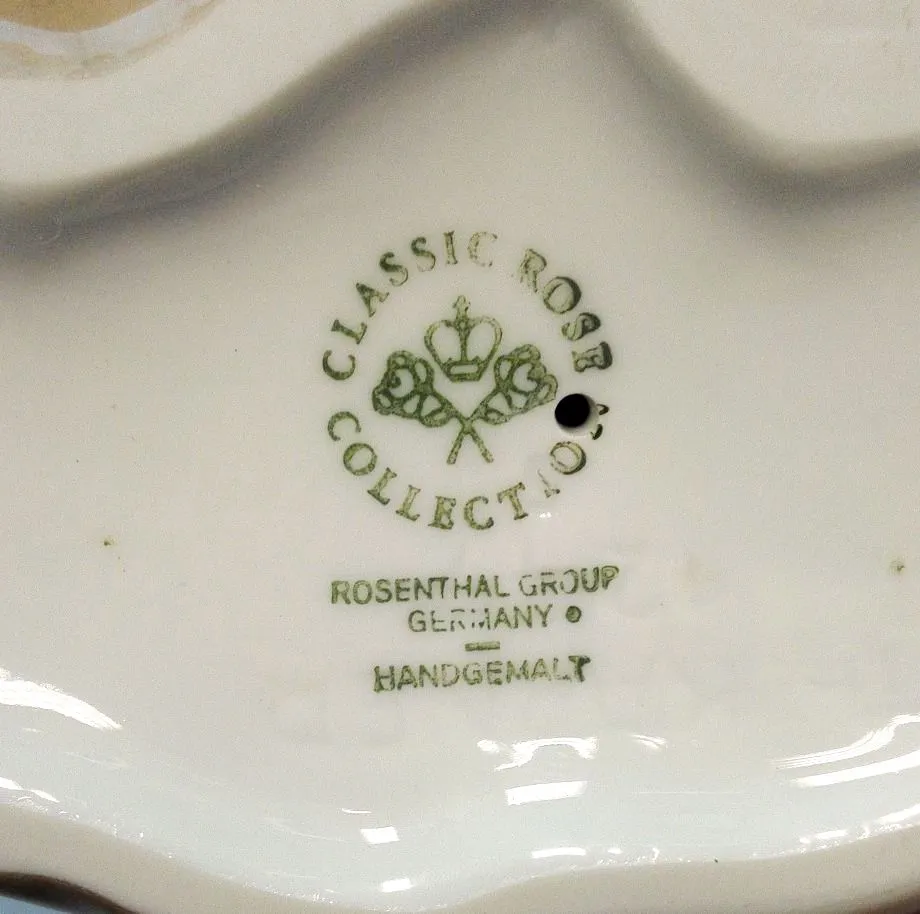 CLASSIC ROSE
COLLECTION
ROSENTHAL GROUP
GERMANY
HANDGEMALT